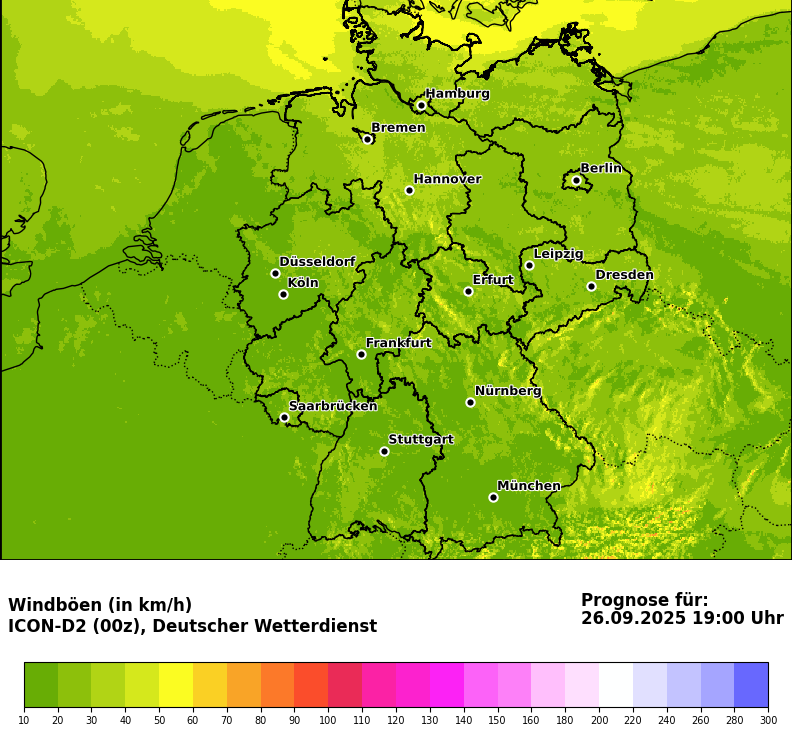 Hamburg
Bremen
Berlin
Hannover
Leipzig
Düsseldorf
Dresden
Köln
Erfurt
Frankfurt
Nürnberg
Saarbrücken
Stuttgart
München
Windböen (in km/h)
ICON-D2 (00z), Deutscher Wetterdienst
Prognose für:
26.09.2025 19:00 Uhr
10 20 30 40 50 60 70 80 90 100 110 120 130 140 150 160 180 200 220 240 260 280 300